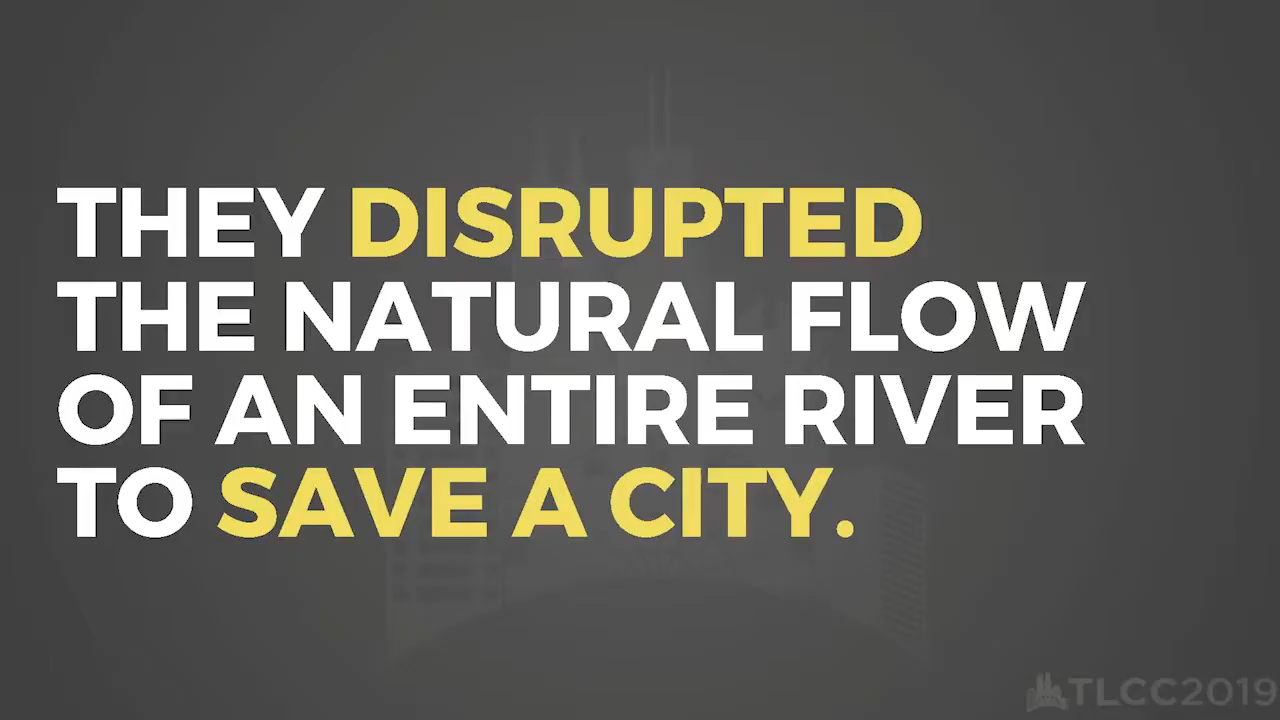 THEY DISRUPTED
THE NATURAL FLOW
OF AN ENTIRE RIVER
TO SAVE A CITY.
TLCC2019